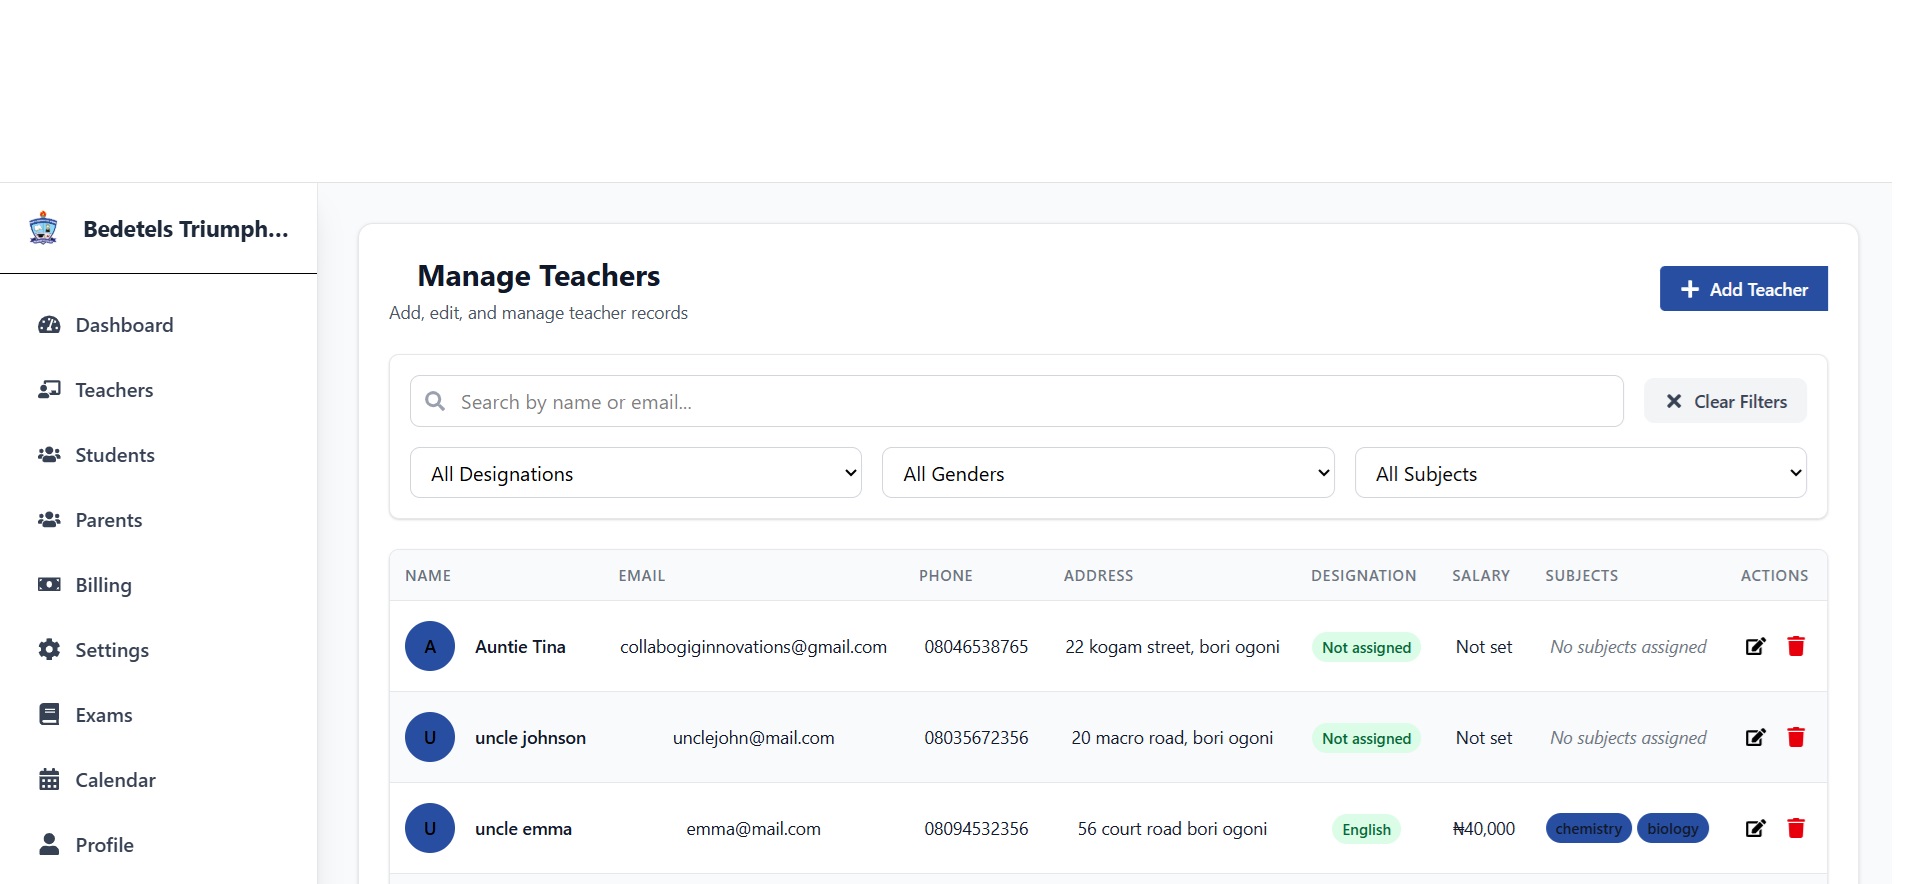 Bedetels Triumph...
Dashboard
Teachers
Students
Parents
Billing
Settings
Exams
Calendar
Profile
Manage Teachers
Add, edit, and manage teacher records
Add Teacher
Search by name or email...
Clear Filters
All Designations All Genders All Subjects
NAME EMAIL PHONE ADDRESS DESIGNATION SALARY SUBJECTS ACTIONS
A Auntie Tina collabogiginnovations@gmail.com 08046538765 22 kogam street, bori ogoni Not assigned Not set No subjects assigned
U uncle johnson unclejohn@mail.com 08035672356 20 macro road, bori ogoni Not assigned Not set No subjects assigned
U uncle emma emma@mail.com 08094532356 56 court road bori ogoni English ₦40,000 chemistry biology